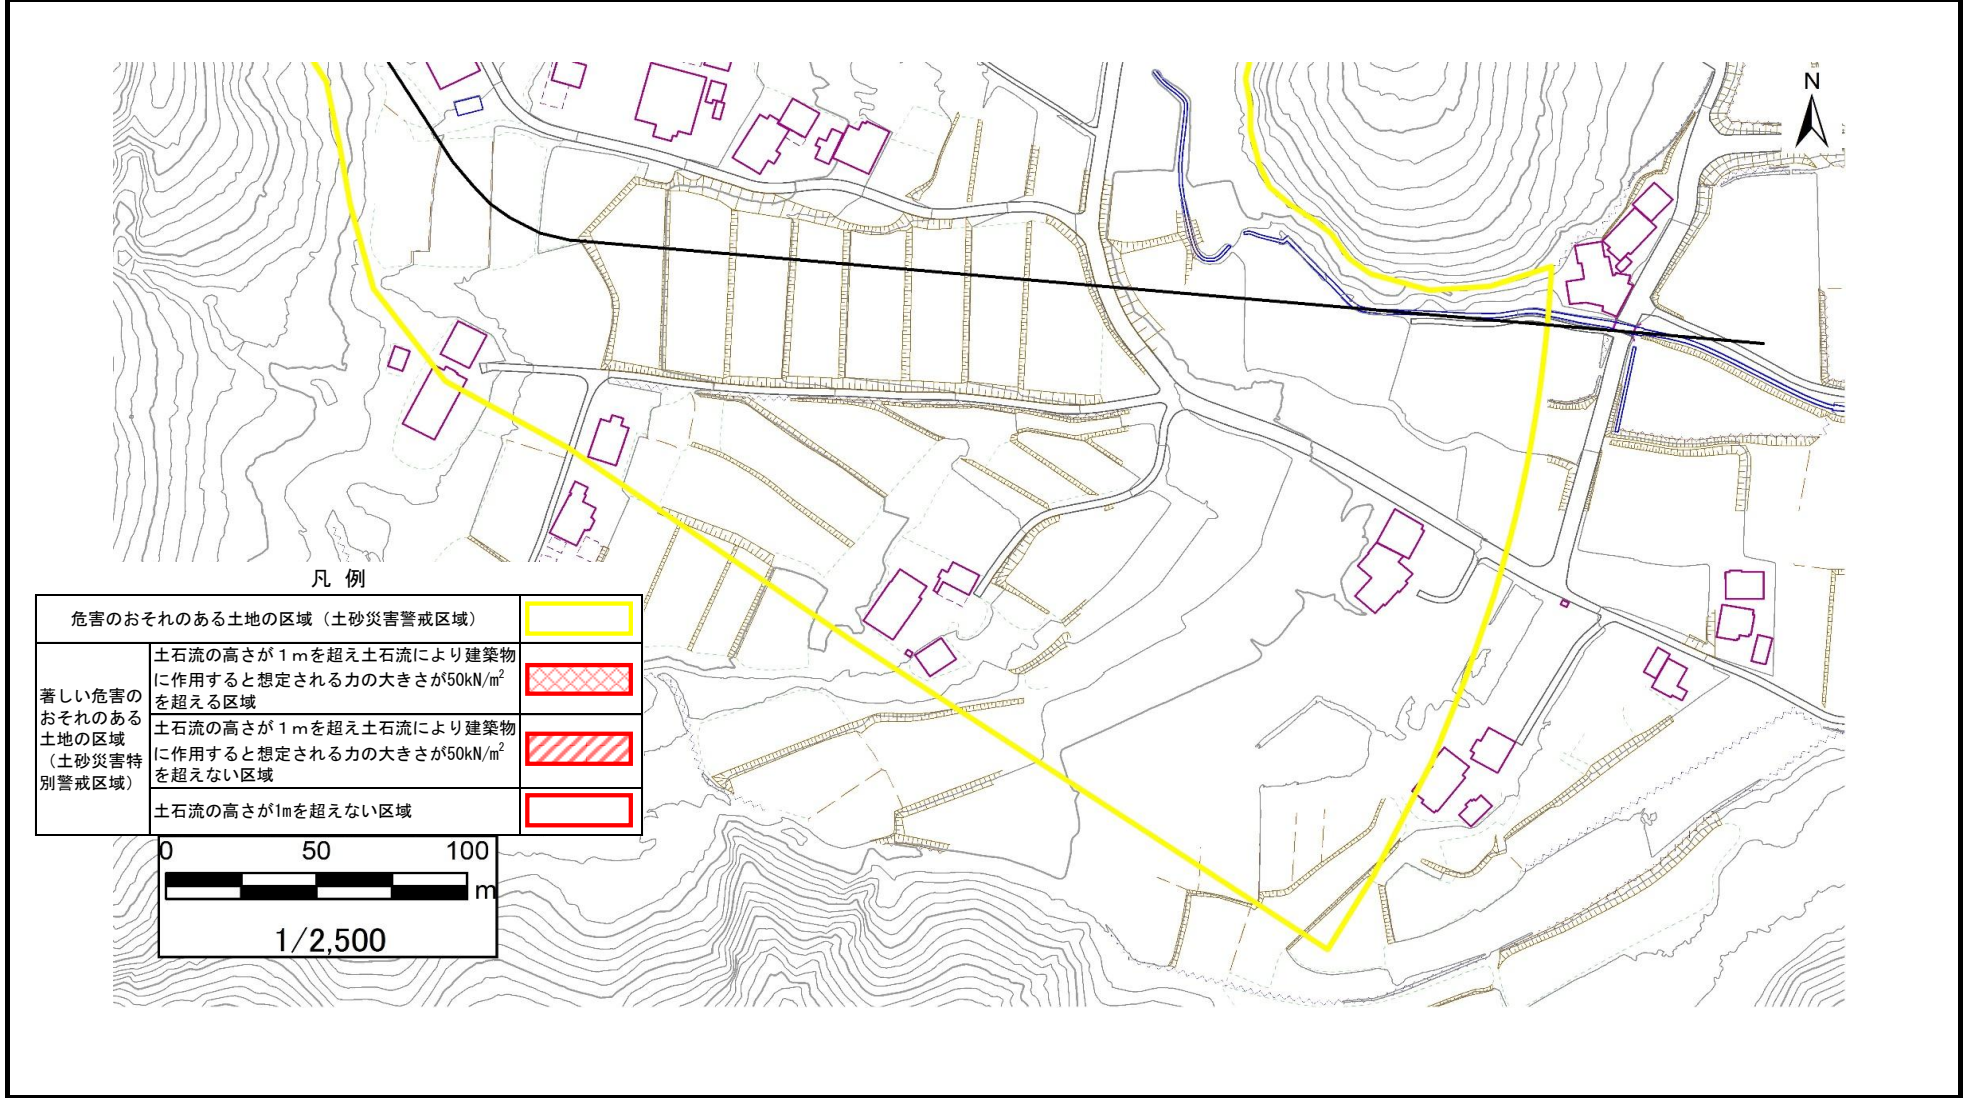 N
凡 例
危害のおそれのある土地の区域（土砂災害警戒区域）
著しい危害の
おそれのある
土地の区域
（土砂災害特
別警戒区域）
土石流の高さが１ｍを超え土石流により建築物
に作用すると想定される力の大きさが50kN/㎡
を超える区域
土石流の高さが１ｍを超え土石流により建築物
に作用すると想定される力の大きさが50kN/㎡
を超えない区域
土石流の高さが1mを超えない区域
0 50 100
m
1/2,500